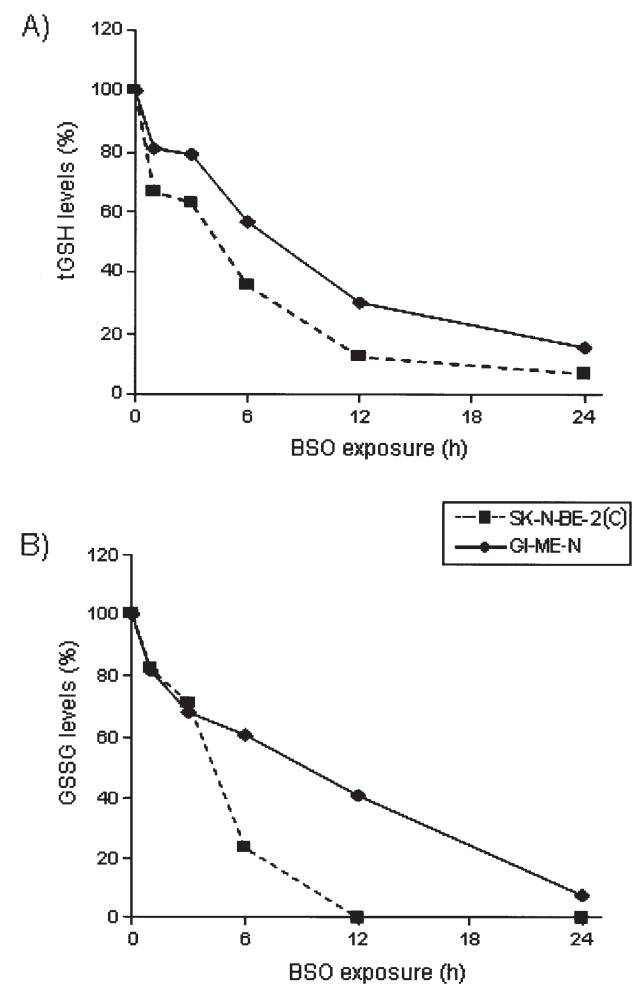 A)
120
100
80
60
40
20
0
tGSH levels (%)
0 6 12 18 24
BSO exposure (h)
SK-N-BE-2(C)
GI-ME-N
B)
120
100
80
60
40
20
0
GSSG levels (%)
0 6 12 18 24
BSO exposure (h)